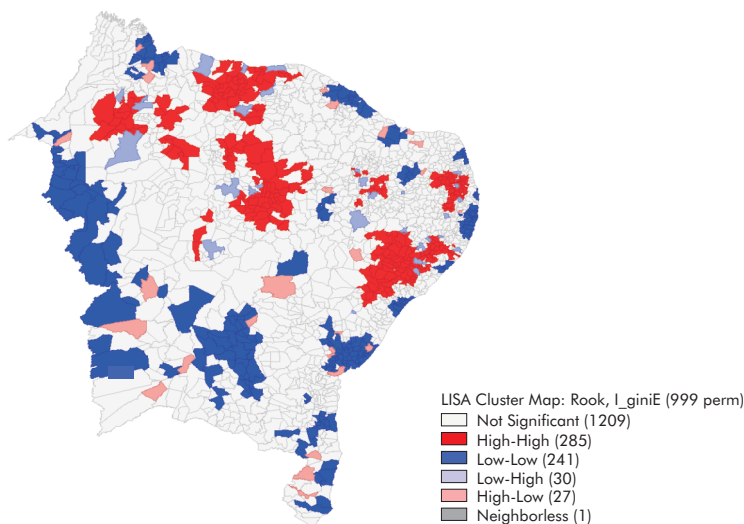 LISA Cluster Map: Rook, I_giniE (999 perm)
Not Significant (1209)
High-High (285)
Low-Low (241)
Low-High (30)
High-Low (27)
Neighborless (1)